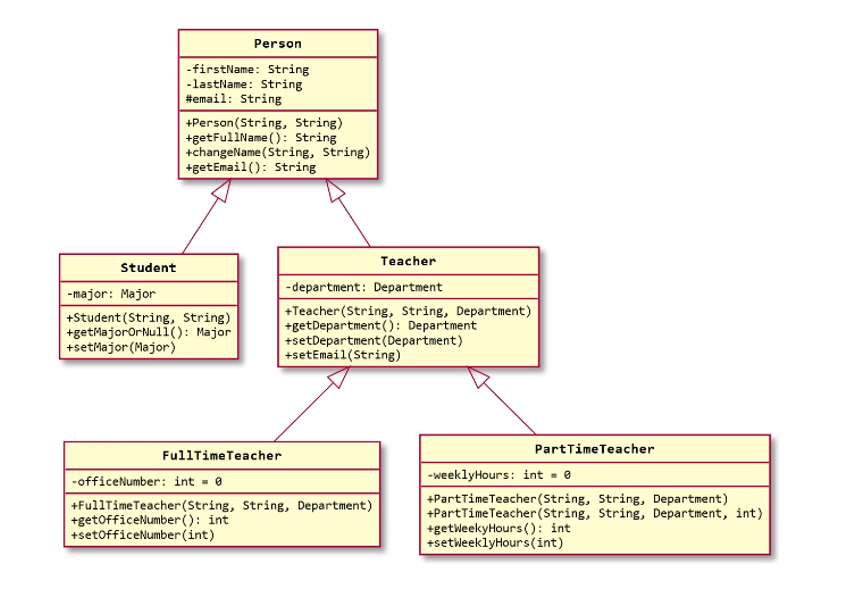 Person
-firstName: String
-lastName: String
#email: String
+Person(String, String)
+getFullName(): String
+changeName(String, String)
+getEmail(): String
Student
-major: Major
+Student(String, String)
+getMajorOrNull(): Major
+setMajor(Major)
Teacher
-department: Department
+Teacher(String, String, Department)
+getDepartment(): Department
+setDepartment(Department)
+setEmail(String)
FullTimeTeacher
-officeNumber: int = 0
+FullTimeTeacher(String, String, Department)
+getOfficeNumber(): int
+setOfficeNumber(int)
PartTimeTeacher
-weeklyHours: int = 0
+PartTimeTeacher(String, String, Department)
+PartTimeTeacher(String, String, Department, int)
+getWeekyHours(): int
+setWeeklyHours(int)